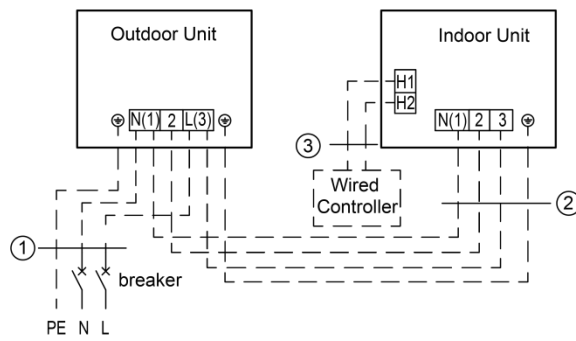 Outdoor Unit
Indoor Unit
H1
H2
N(1) 2 L(3)
N(1) 2 3
③
Wired
Controller
②
①
breaker
PE N L